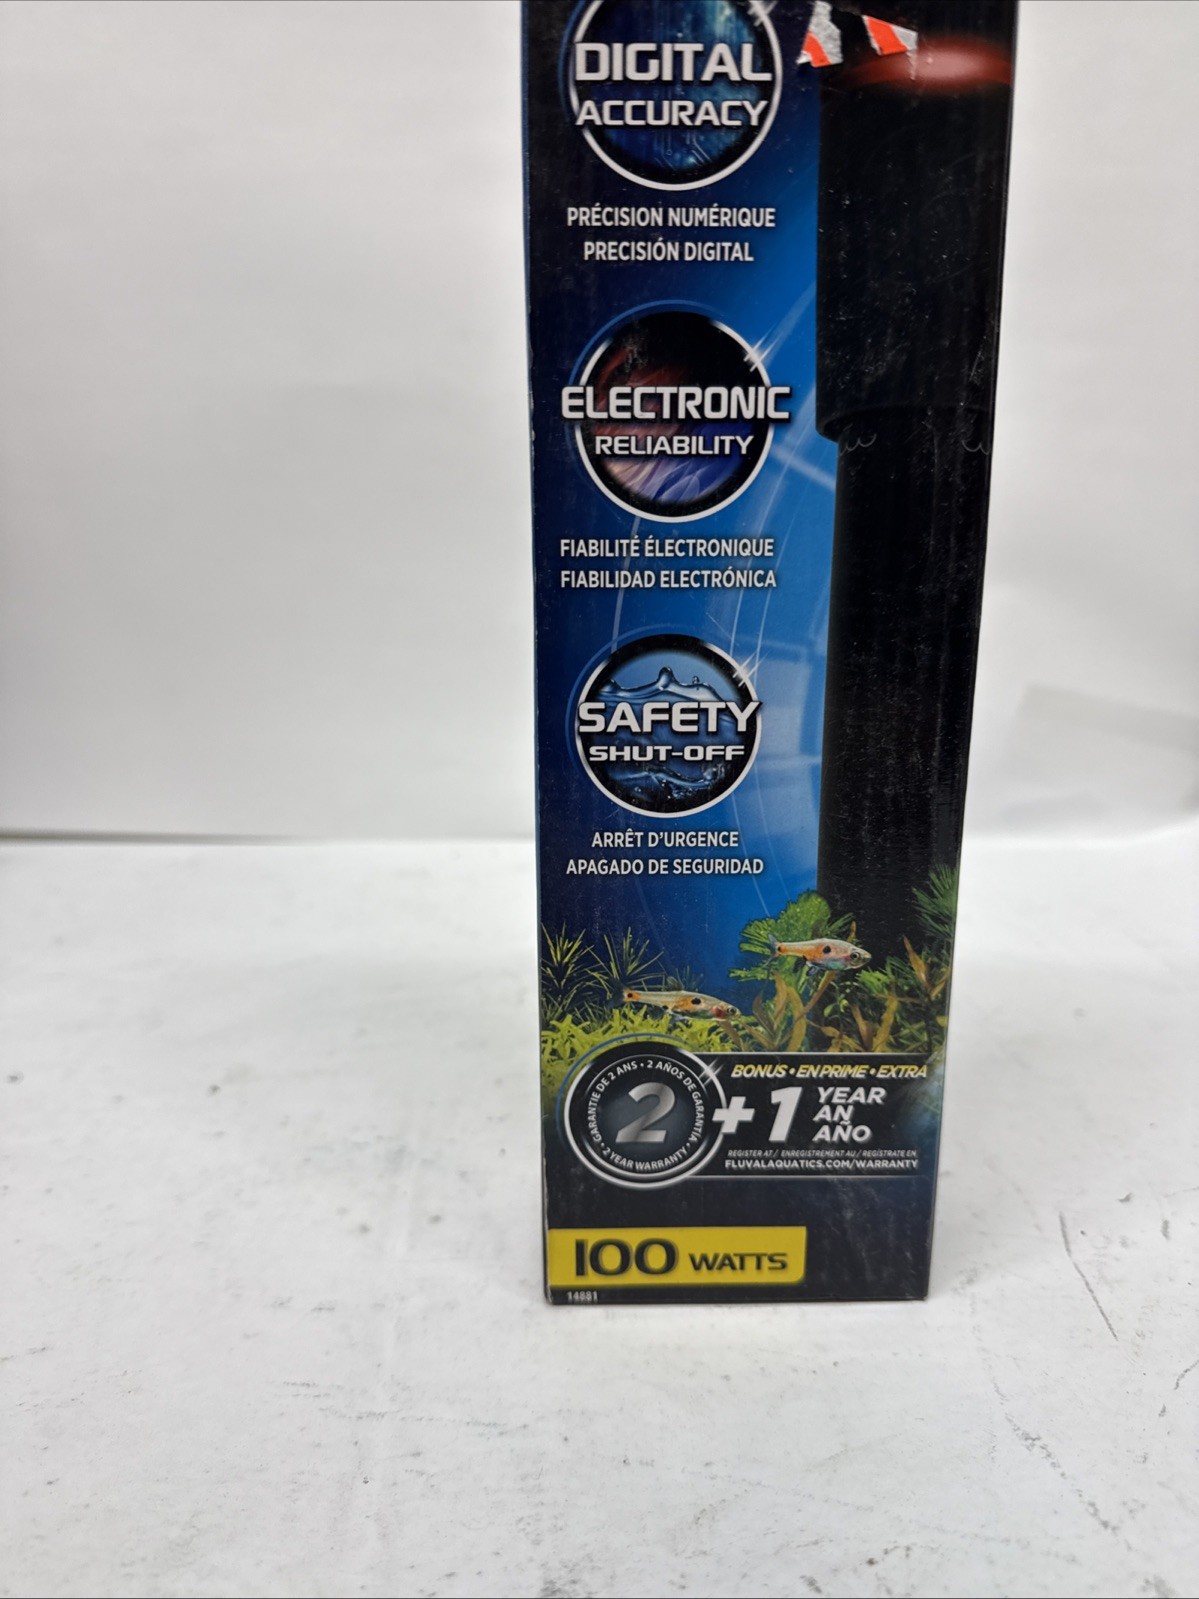 DIGITAL
ACCURACY
PRÉCISION NUMÉRIQUE
PRECISIÓN DIGITAL
ELECTRONIC
RELIABILITY
FIABILITÉ ÉLECTRONIQUE
FIABILIDAD ELECTRÓNICA
SAFETY
SHUT-OFF
ARRÊT D'URGENCE
APAGADO DE SEGURIDAD
GARANTIE DE 2 ANS • 2 AÑOS DE GARANTÍA • 2 YEAR WARRANTY •
2
BONUS • EN PRIME • EXTRA
+1
YEAR
AN
AÑO
REGISTER AT / ENREGISTREMENT AU / REGÍSTRATE EN
FLUVALAQUATICS.COM/WARRANTY
100 WATTS
14881